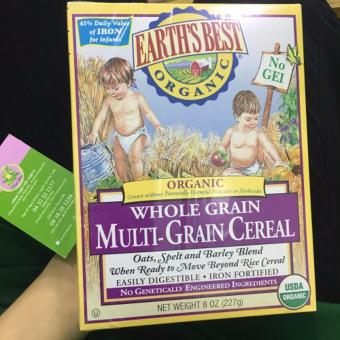 45% Daily Value
of IRON
for Infants
EARTH'S BEST
ORGANIC
No
GEI
ORGANIC
Grown without Potentially Harmful Pesticides or Herbicides
WHOLE GRAIN
MULTI-GRAIN CEREAL
Oats, Spelt and Barley Blend
When Ready to Move Beyond Rice Cereal
EASILY DIGESTIBLE • IRON FORTIFIED
NO GENETICALLY ENGINEERED INGREDIENTS
NET WEIGHT 8 OZ (227g)
U
USDA
ORGANIC